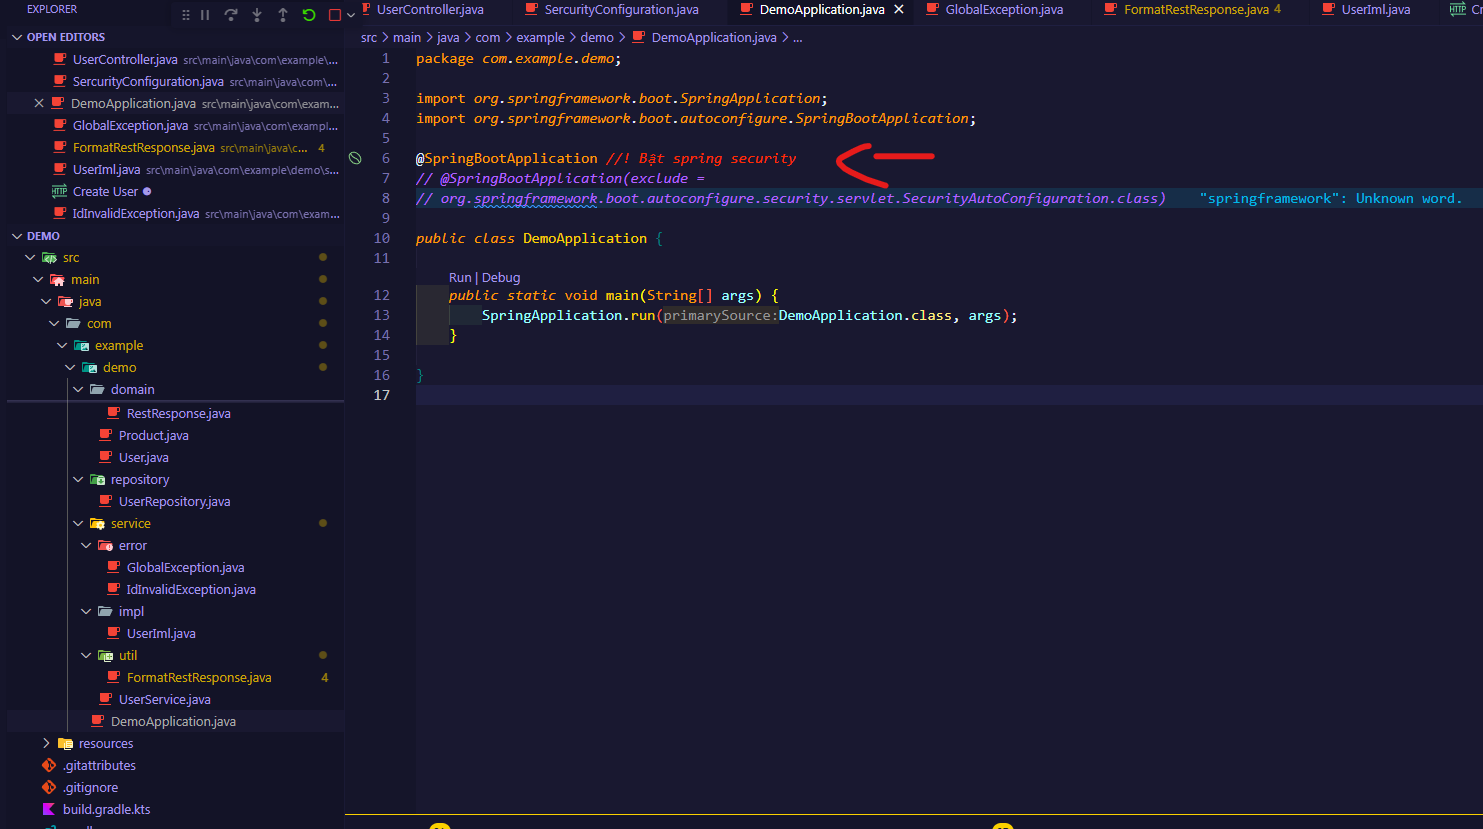 EXPLORER
OPEN EDITORS
UserController.java src\main\java\com\example\...
SercurityConfiguration.java src\main\java\com\...
DemoApplication.java src\main\java\com\exam...
GlobalException.java src\main\java\com\exampl...
FormatRestResponse.java src\main\java\c... 4
UserIml.java src\main\java\com\example\demo\s...
HTTP Create User
IdInvalidException.java src\main\java\com\exam...
DEMO
src
main
java
com
example
demo
domain
RestResponse.java
Product.java
User.java
repository
UserRepository.java
service
error
GlobalException.java
IdInvalidException.java
impl
UserIml.java
util
FormatRestResponse.java 4
UserService.java
DemoApplication.java
resources
.gitattributes
.gitignore
build.gradle.kts
UserController.java SercurityConfiguration.java DemoApplication.java GlobalException.java FormatRestResponse.java 4 UserIml.java HTTP Cr
src > main > java > com > example > demo > DemoApplication.java > ...
1 package com.example.demo;
2
3 import org.springframework.boot.SpringApplication;
4 import org.springframework.boot.autoconfigure.SpringBootApplication;
5
6 @SpringBootApplication //! Bật spring security
7 // @SpringBootApplication(exclude =
8 // org.springframework.boot.autoconfigure.security.servlet.SecurityAutoConfiguration.class) "springframework": Unknown word.
9
10 public class DemoApplication {
11
Run | Debug
12 public static void main(String[] args) {
13 SpringApplication.run(primarySource:DemoApplication.class, args);
14 }
15
16 }
17